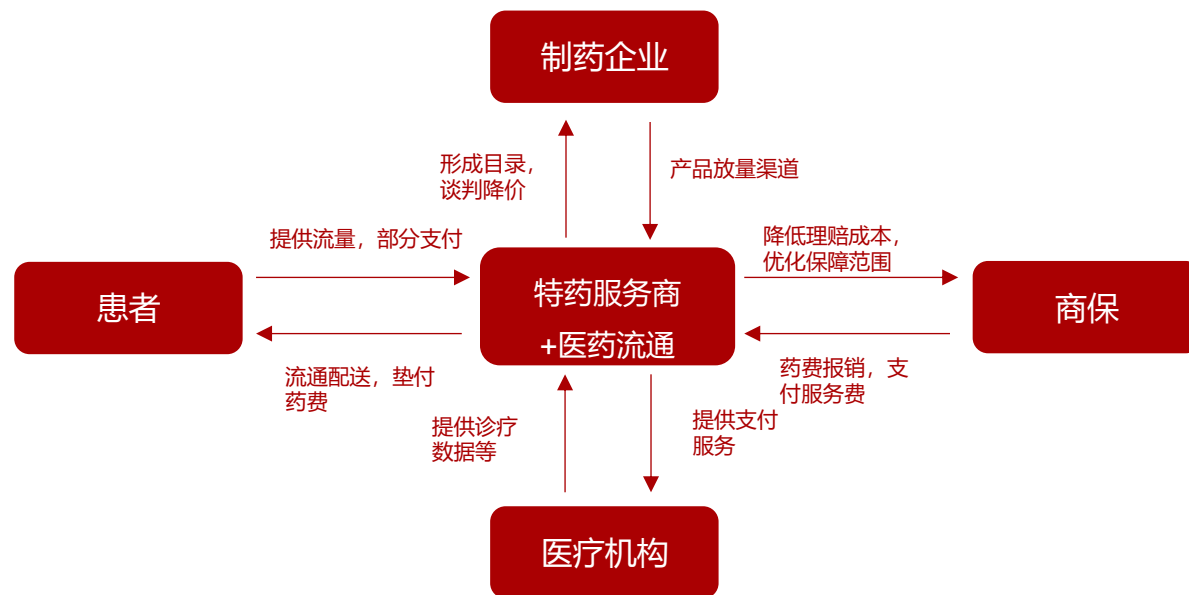 制药企业
形成目录，
谈判降价
产品放量渠道
提供流量，部分支付
降低理赔成本，
优化保障范围
患者
特药服务商
+医药流通
商保
流通配送，垫付
药费
药费报销，支
付服务费
提供诊疗
数据等
提供支付
服务
医疗机构